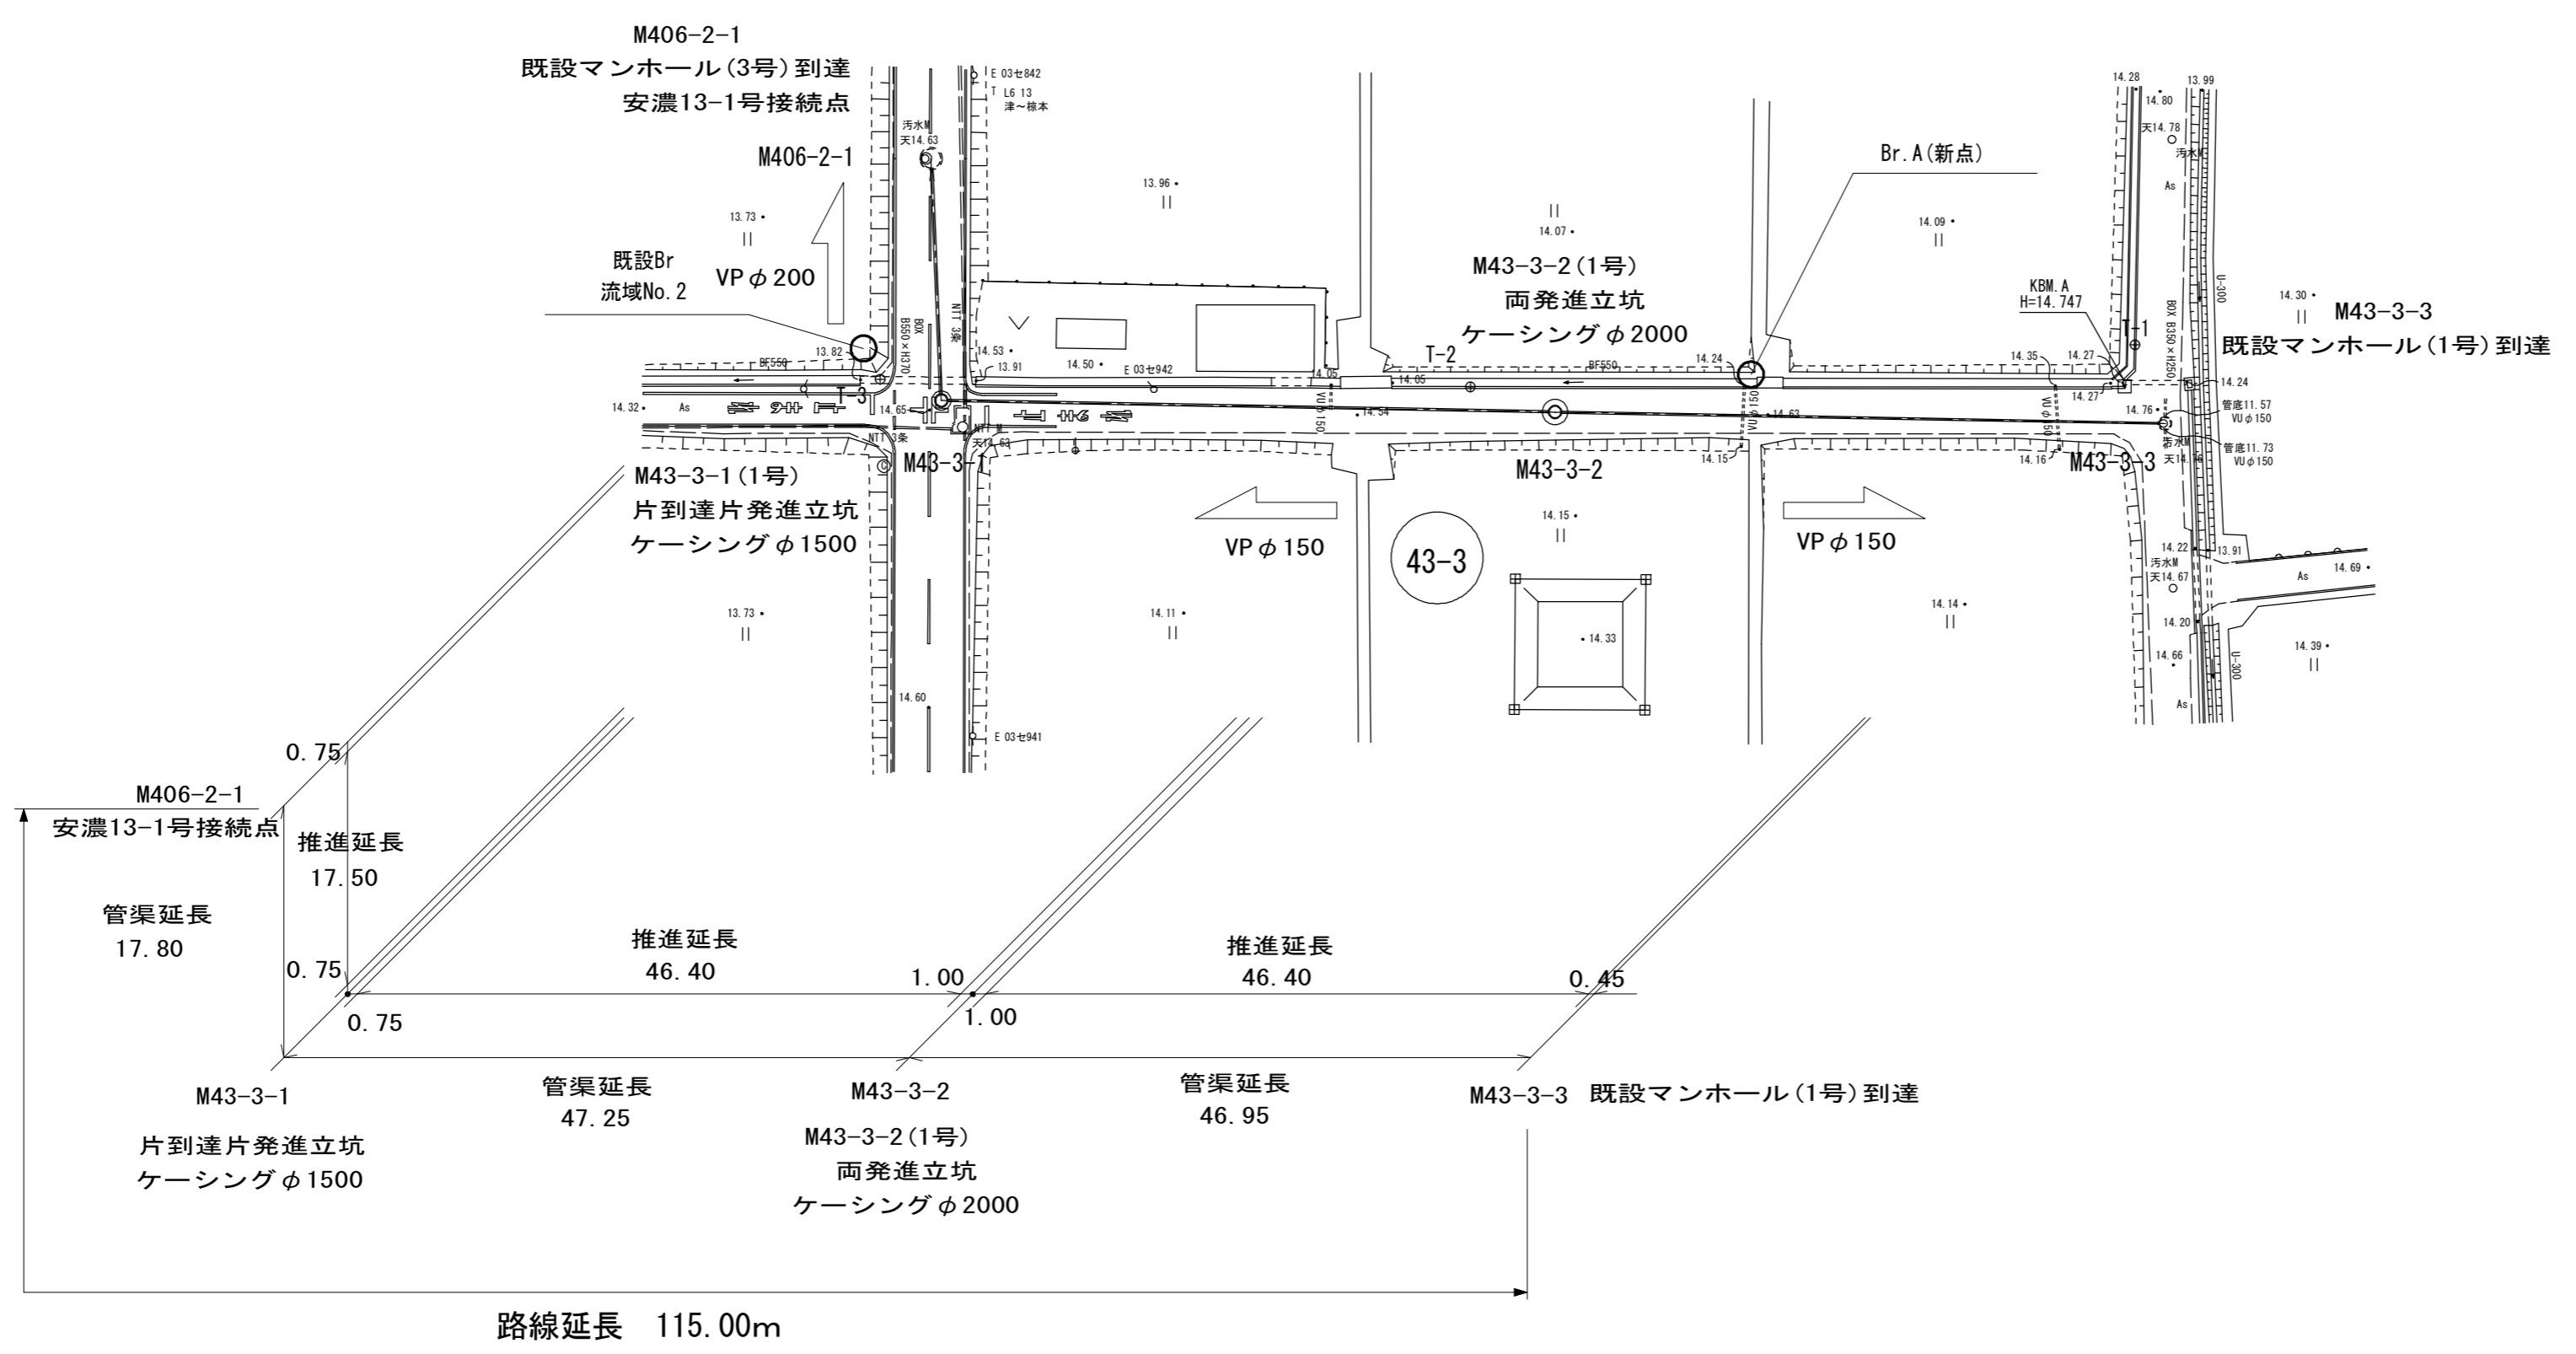 M406-2-1
既設マンホール(3号)到達
安濃13-1号接続点
M406-2-1
既設Br
流域No.2
VPφ200
E 03セ842
T L6 13
津〜椋本
汚水M
天14.63
13.73
13.96
14.07
M43-3-2(1号)
両発進立坑
ケーシングφ2000
Br.A(新点)
14.09
KBM.A
H=14.747
14.28
13.99
14.80
天14.78
汚水M
As
U-300
BOX B350×H250
14.30
M43-3-3
既設マンホール(1号)到達
T-1
13.82
BF550
BOX
B550×H370
NTT 3条
14.53
14.50
13.91
E 03セ942
14.05
T-2
14.05
BF550
14.24
14.35
14.27
14.27
14.24
14.32
As
T-3
14.65
VUφ150
14.54
VUφ150
14.63
VUφ150
14.76
管底11.57
VUφ150
管底11.73
VUφ150
汚水M
NTT 3条
NTT M
天14.63
M43-3-1
M43-3-1(1号)
片到達片発進立坑
ケーシングφ1500
M43-3-2
14.15
14.16
M43-3-3
VPφ150
43-3
14.15
VPφ150
14.22
13.91
汚水M
天14.67
As
14.69
13.73
14.11
14.33
14.14
14.20
14.66
14.39
U-300
As
14.60
E 03セ941
0.75
M406-2-1
安濃13-1号接続点
推進延長
17.50
管渠延長
17.80
0.75
推進延長
46.40
1.00
推進延長
46.40
0.45
0.75
1.00
M43-3-1
管渠延長
47.25
M43-3-2
管渠延長
46.95
M43-3-3 既設マンホール(1号)到達
片到達片発進立坑
ケーシングφ1500
M43-3-2(1号)
両発進立坑
ケーシングφ2000
路線延長 115.00m